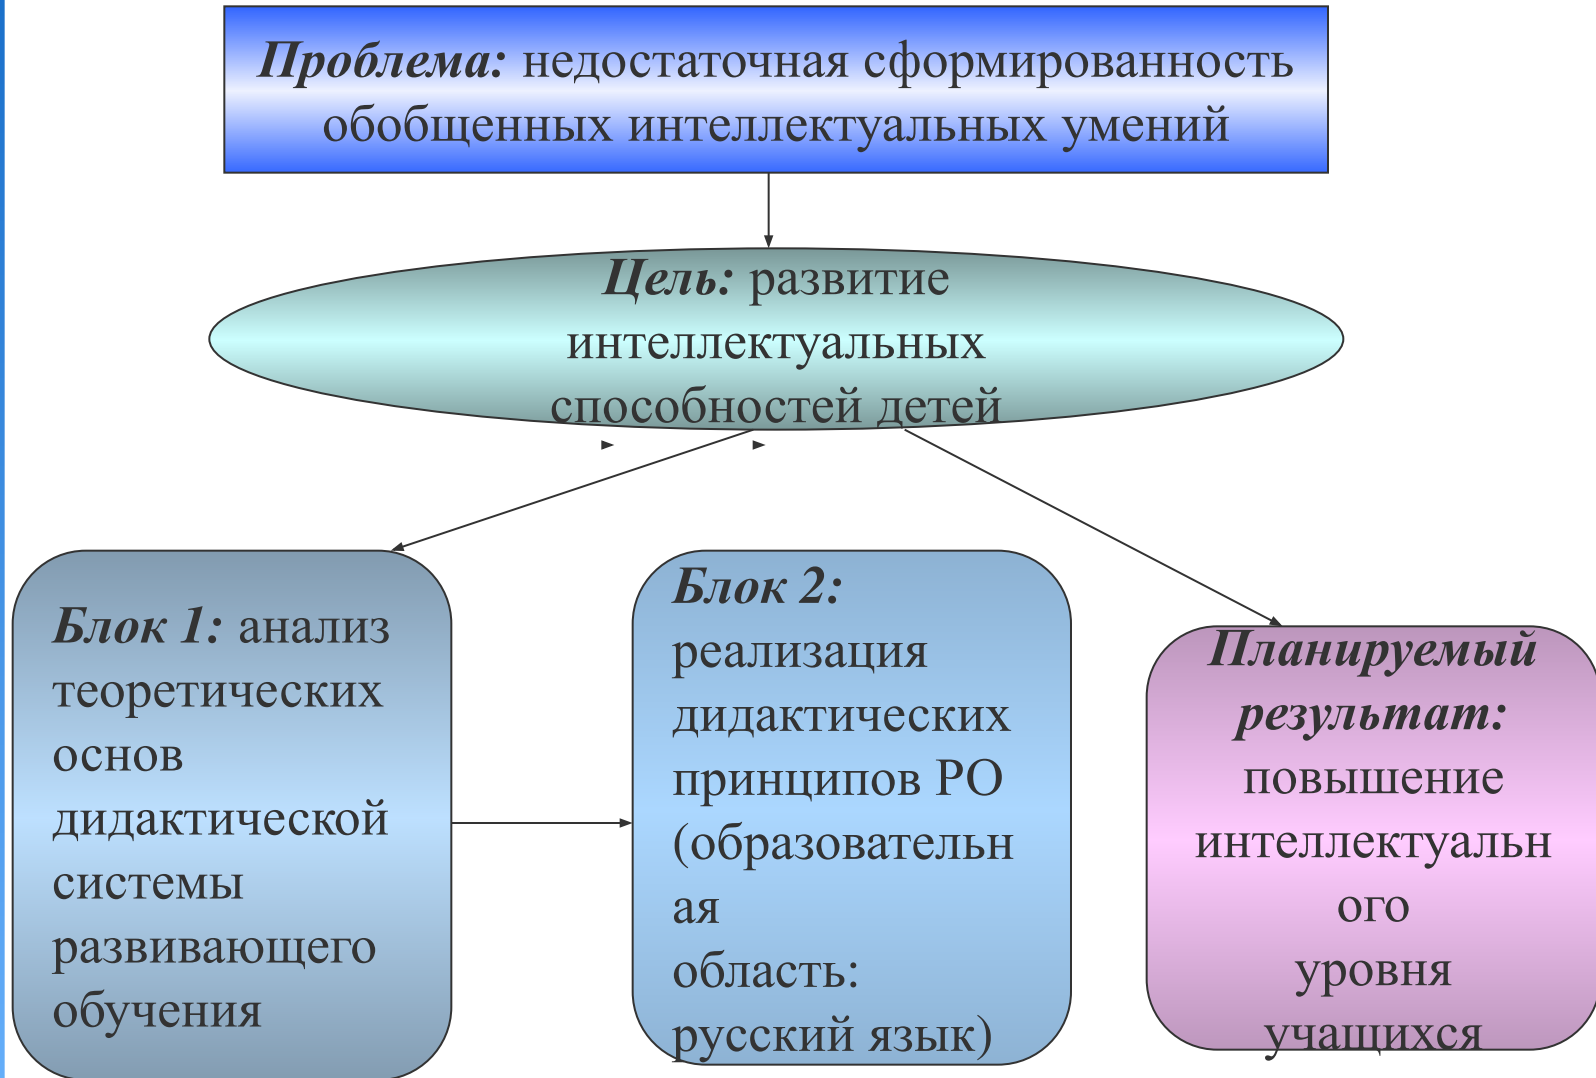 Проблема: недостаточная сформированность
обобщенных интеллектуальных умений
Цель: развитие
интеллектуальных
способностей детей
Блок 1: анализ
теоретических
основ
дидактической
системы
развивающего
обучения
Блок 2:
реализация
дидактических
принципов РО
(образовательн
ая
область:
русский язык)
Планируемый
результат:
повышение
интеллектуальн
ого
уровня
учащихся